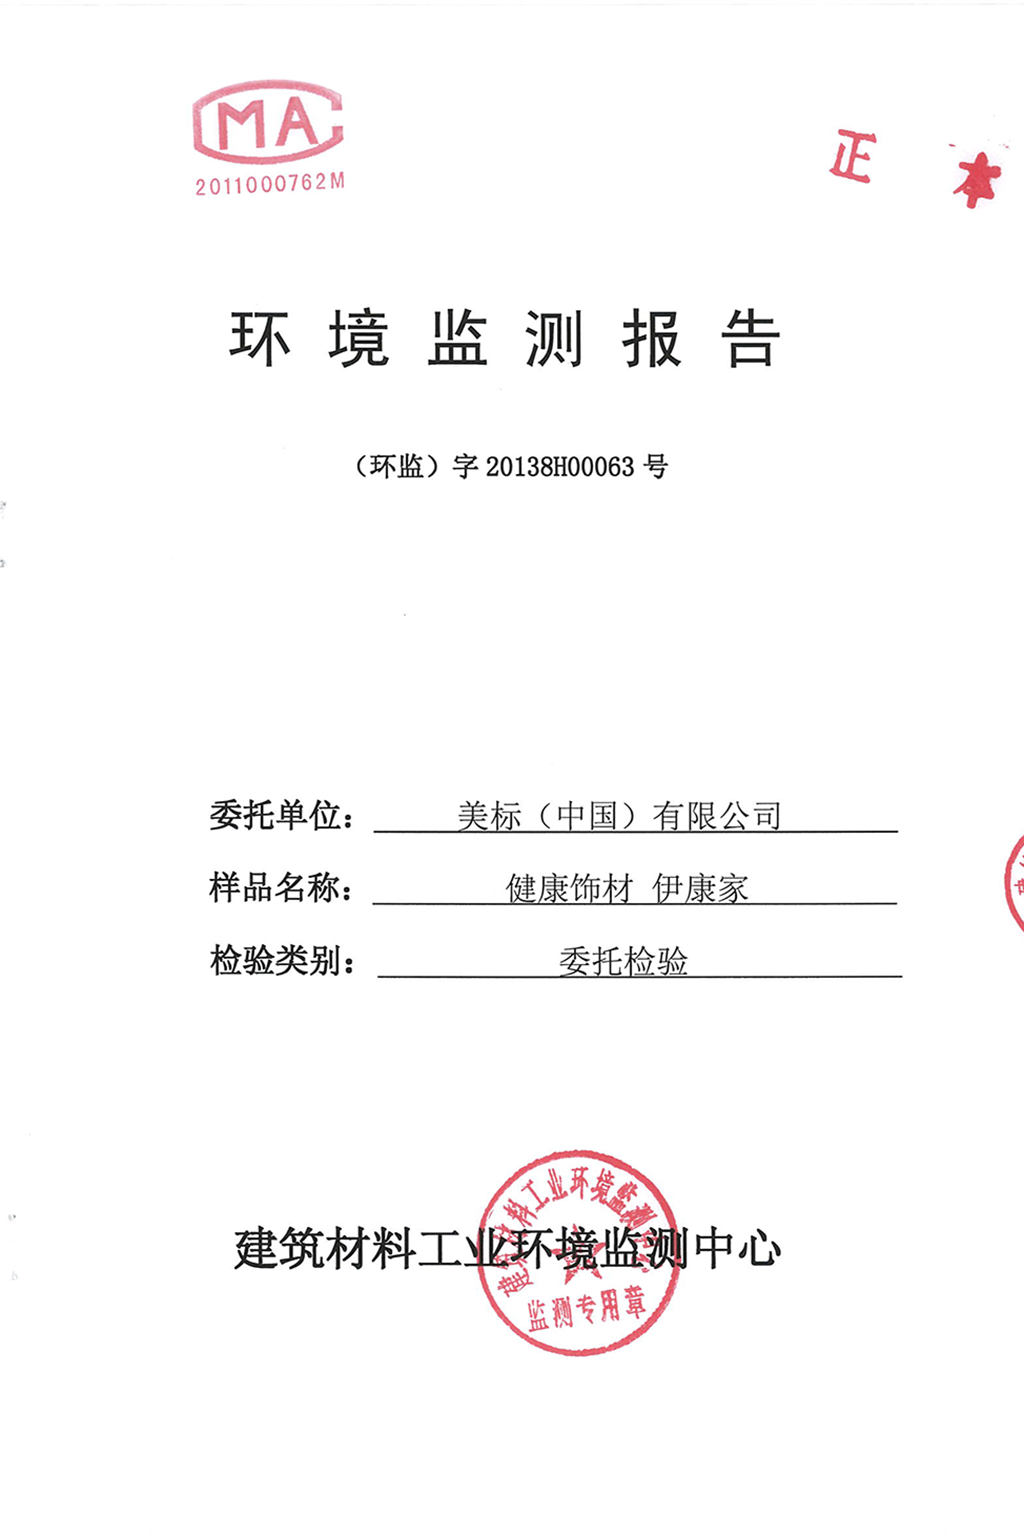 CMA
2011000762M
正本
环境监测报告
（环监）字 20138H00063 号
委托单位： 美标（中国）有限公司
样品名称： 健康饰材 伊康家
检验类别： 委托检验
建筑材料工业环境监测中心
建筑材料工业环境监测中心
监测专用章